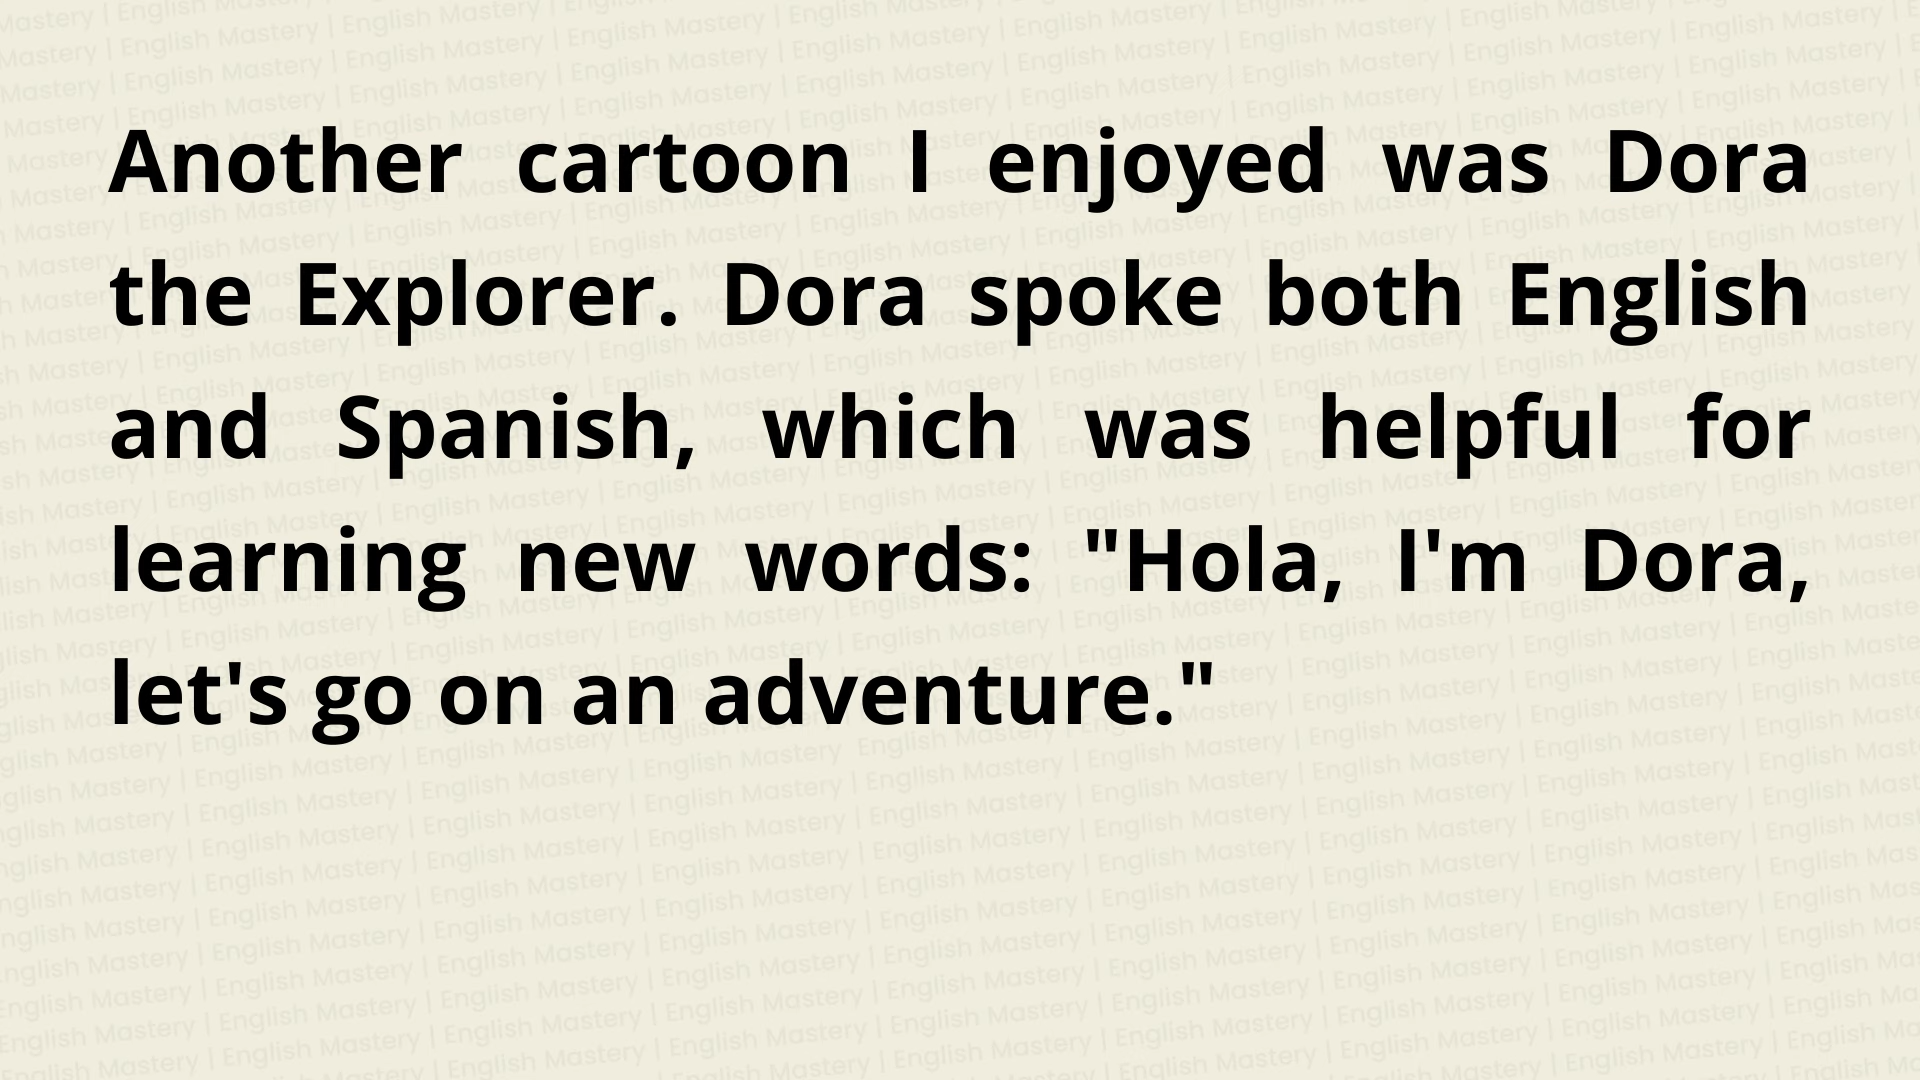 Another cartoon I enjoyed was Dora
the Explorer. Dora spoke both English
and Spanish, which was helpful for
learning new words: "Hola, I'm Dora,
let's go on an adventure."